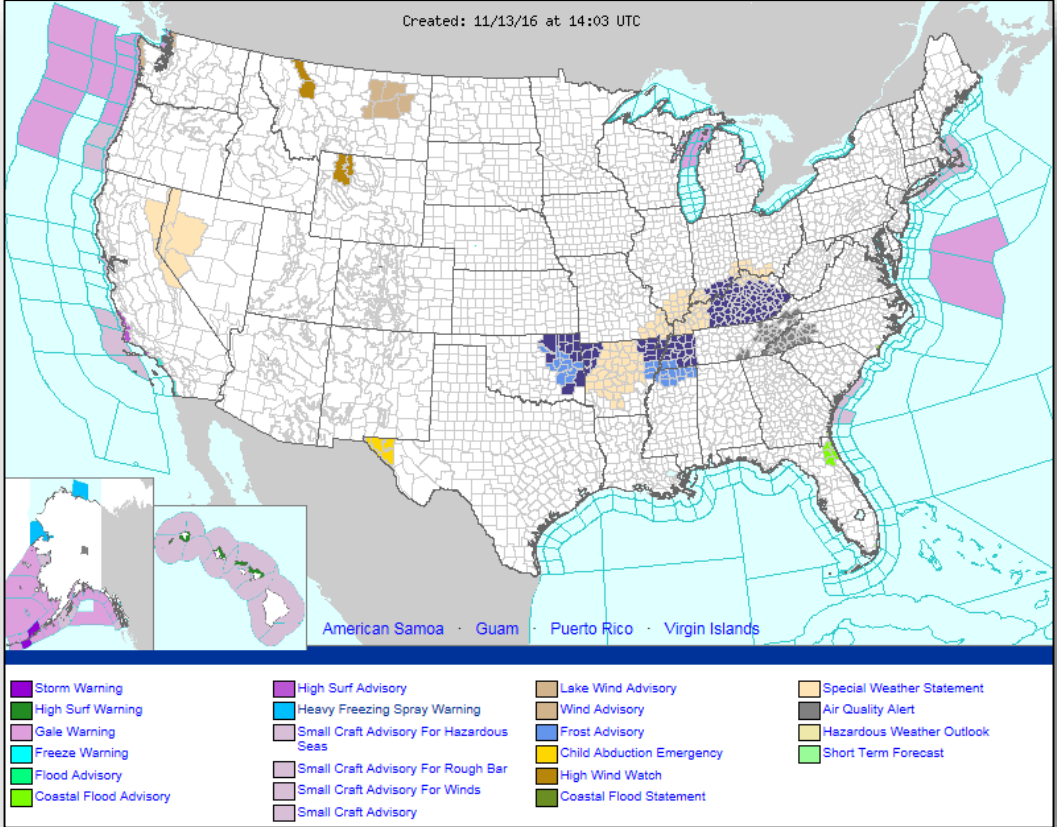 Created: 11/13/16 at 14:03 UTC
American Samoa · Guam · Puerto Rico · Virgin Islands
Storm Warning
High Surf Warning
Gale Warning
Freeze Warning
Flood Advisory
Coastal Flood Advisory
High Surf Advisory
Heavy Freezing Spray Warning
Small Craft Advisory For Hazardous
Seas
Small Craft Advisory For Rough Bar
Small Craft Advisory For Winds
Small Craft Advisory
Lake Wind Advisory
Wind Advisory
Frost Advisory
Child Abduction Emergency
High Wind Watch
Coastal Flood Statement
Special Weather Statement
Air Quality Alert
Hazardous Weather Outlook
Short Term Forecast